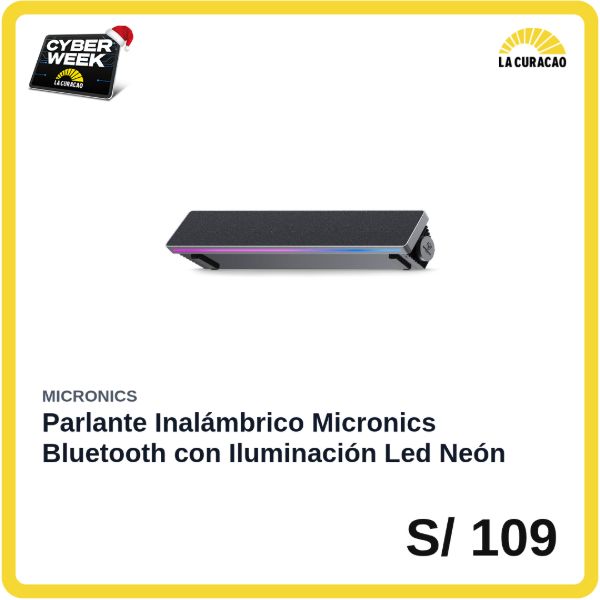 CYBER
WEEK
LA CURACAO
LA CURACAO
MICRONICS
Parlante Inalámbrico Micronics
Bluetooth con Iluminación Led Neón
S/ 109